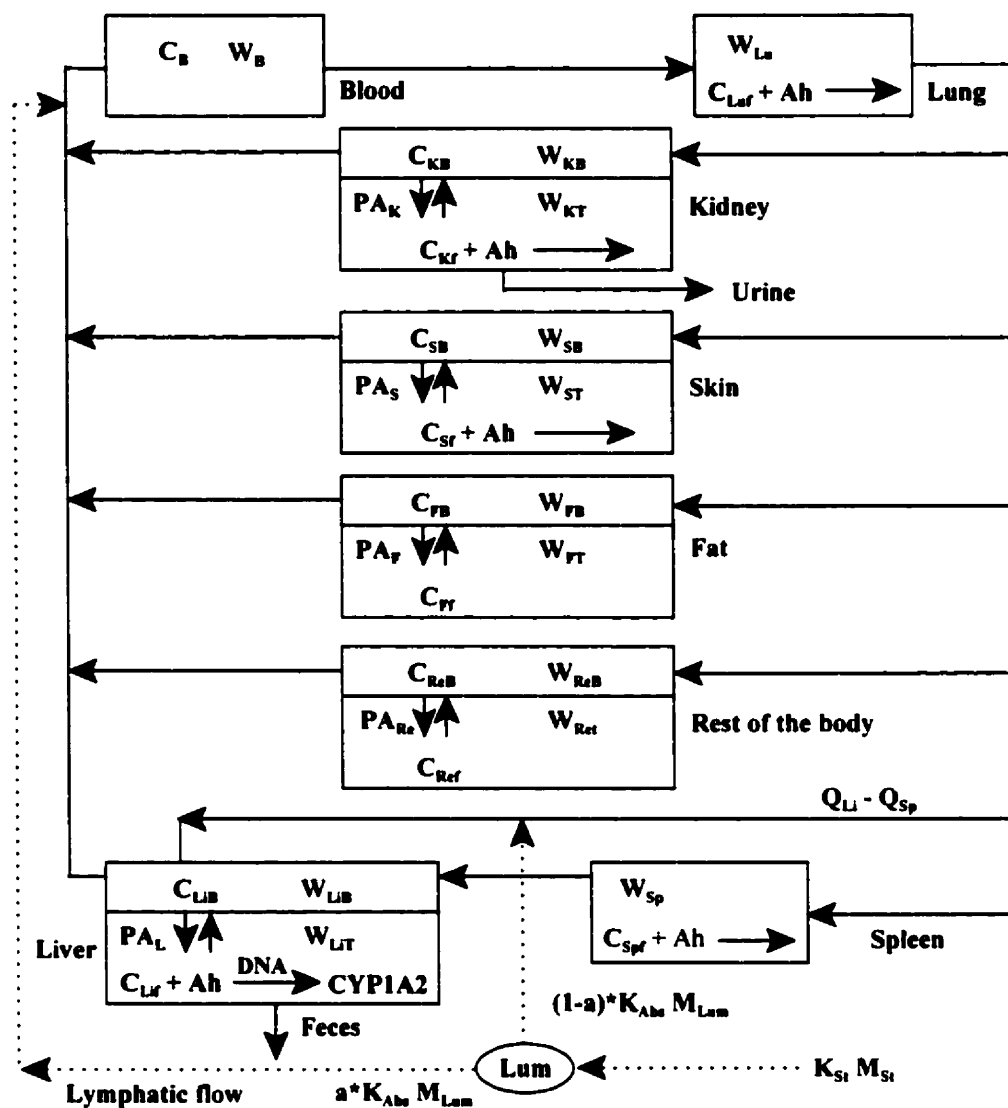 C_B W_B
Blood
W_Lu
C_Luf + Ah
Lung
C_KB W_KB
PA_K W_KT
C_Kf + Ah
Kidney
Urine
C_SB W_SB
PA_S W_ST
C_Sf + Ah
Skin
C_FB W_FB
PA_F W_FT
C_Ff
Fat
C_ReB W_ReB
PA_Re W_Ret
C_Ref
Rest of the body
Q_Li - Q_Sp
C_LiB W_LiB
PA_L W_LiT
C_Lif + Ah DNA CYP1A2
Liver
Feces
W_Sp
C_Spf + Ah
Spleen
(1-a)*K_Abs M_Lum
Lum
K_St M_St
Lymphatic flow
a*K_Abs M_Lum